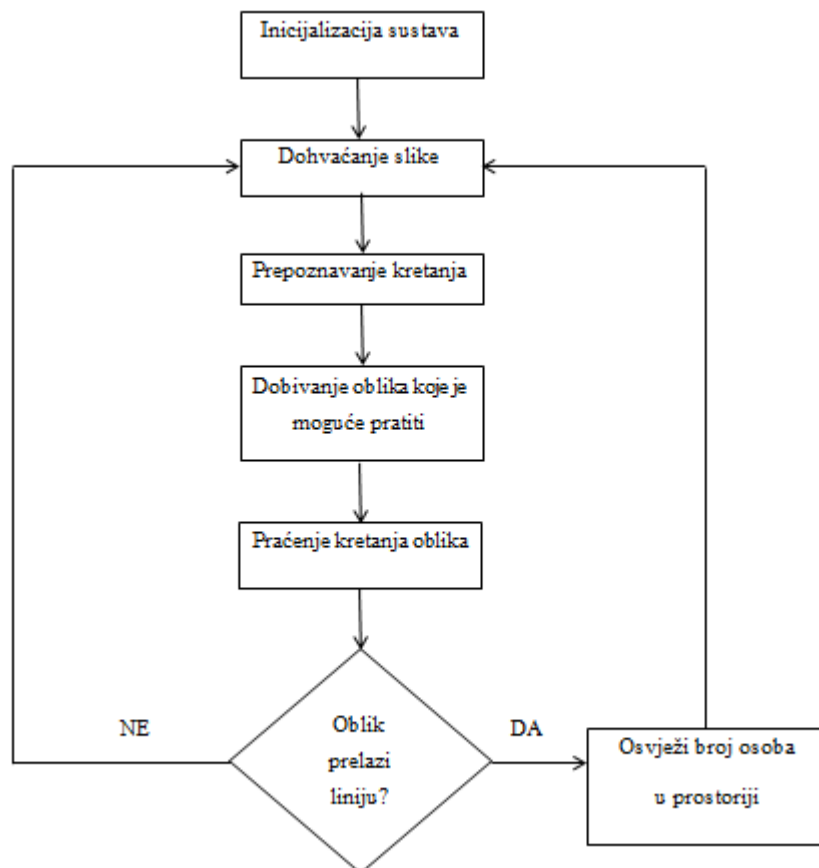 Inicijalizacija sustava
Dohvaćanje slike
Prepoznavanje kretanja
Dobivanje oblika koje je
moguće pratiti
Praćenje kretanja oblika
NE
Oblik
prelazi
liniju?
DA
Osvježi broj osoba
u prostoriji